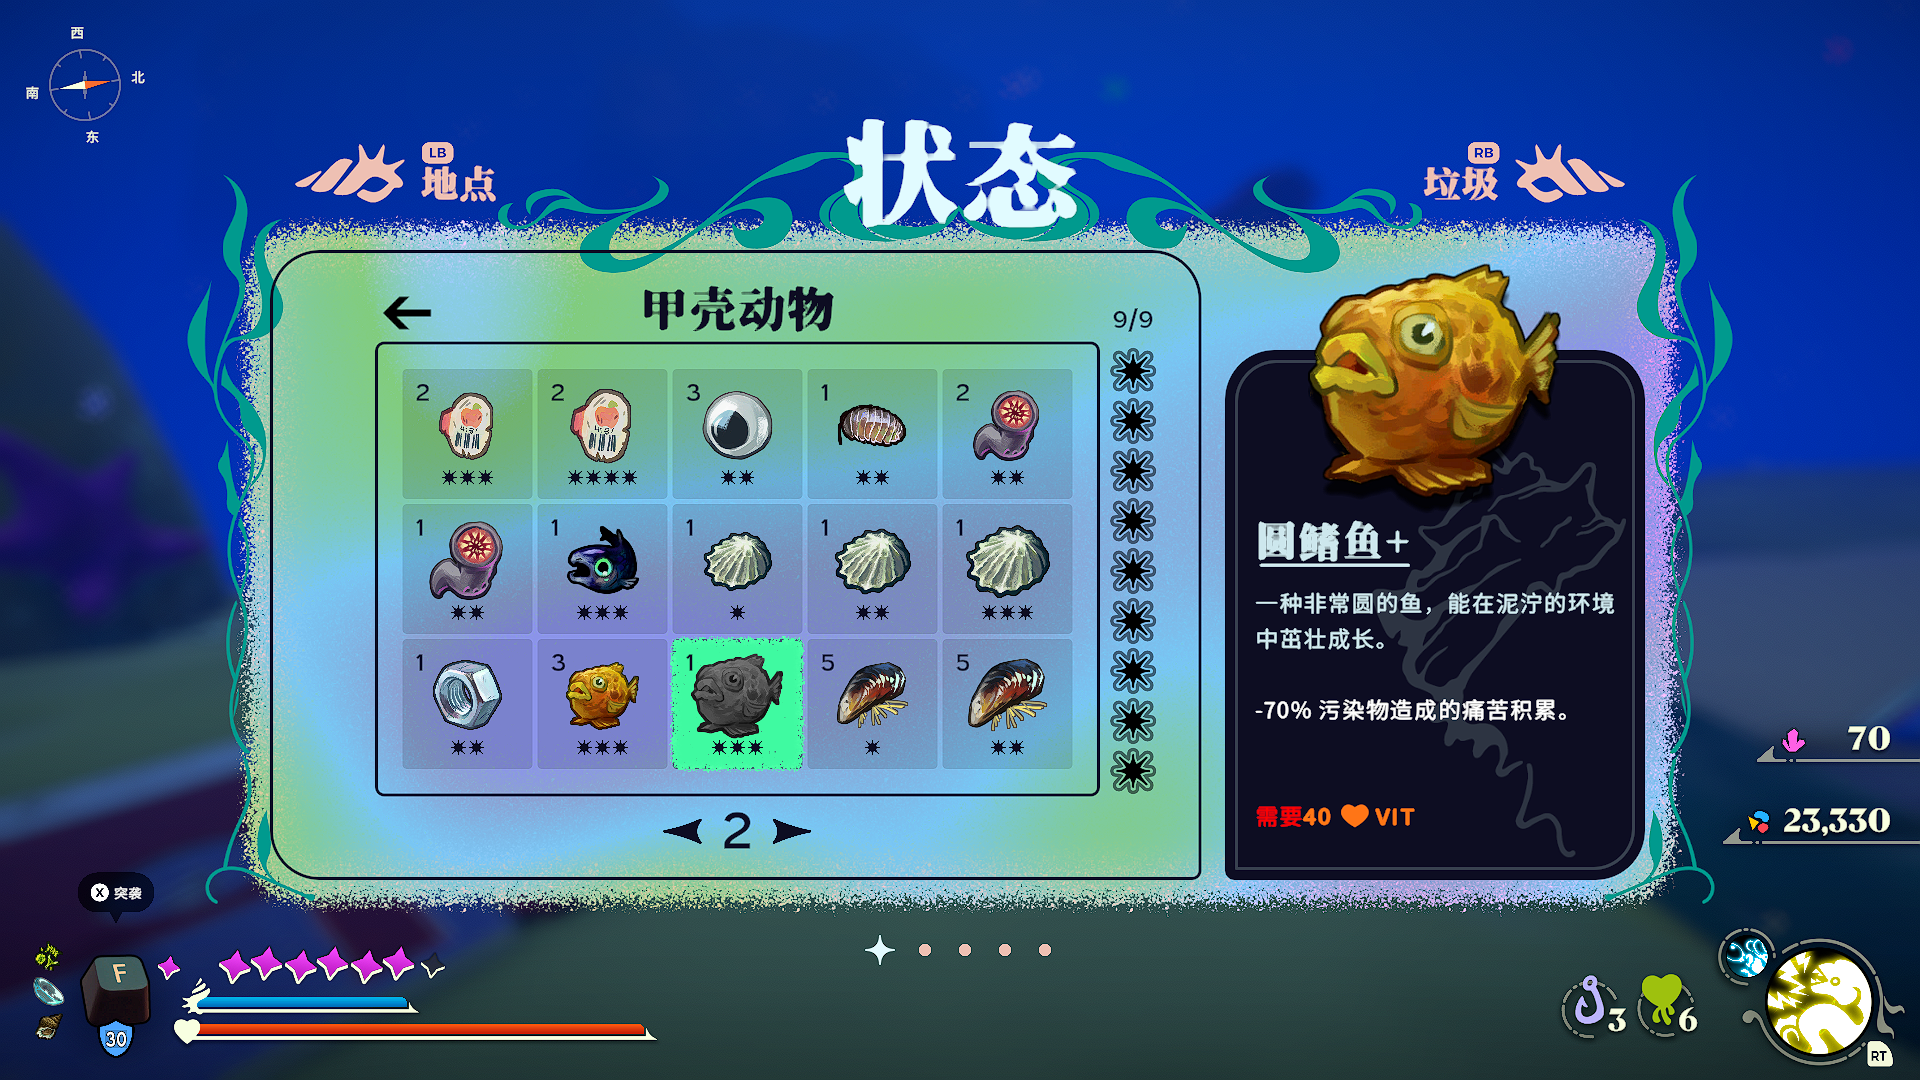 西
南
北
东
LB
地点
状态
RB
垃圾
甲壳动物
9/9
2
2
3
1
2
1
1
1
1
1
1
3
1
5
5
2
圆鳍鱼+
一种非常圆的鱼，能在泥泞的环境
中茁壮成长。
-70% 污染物造成的痛苦积累。
需要40 VIT
70
23,330
X 突袭
F
30
3
6
RT